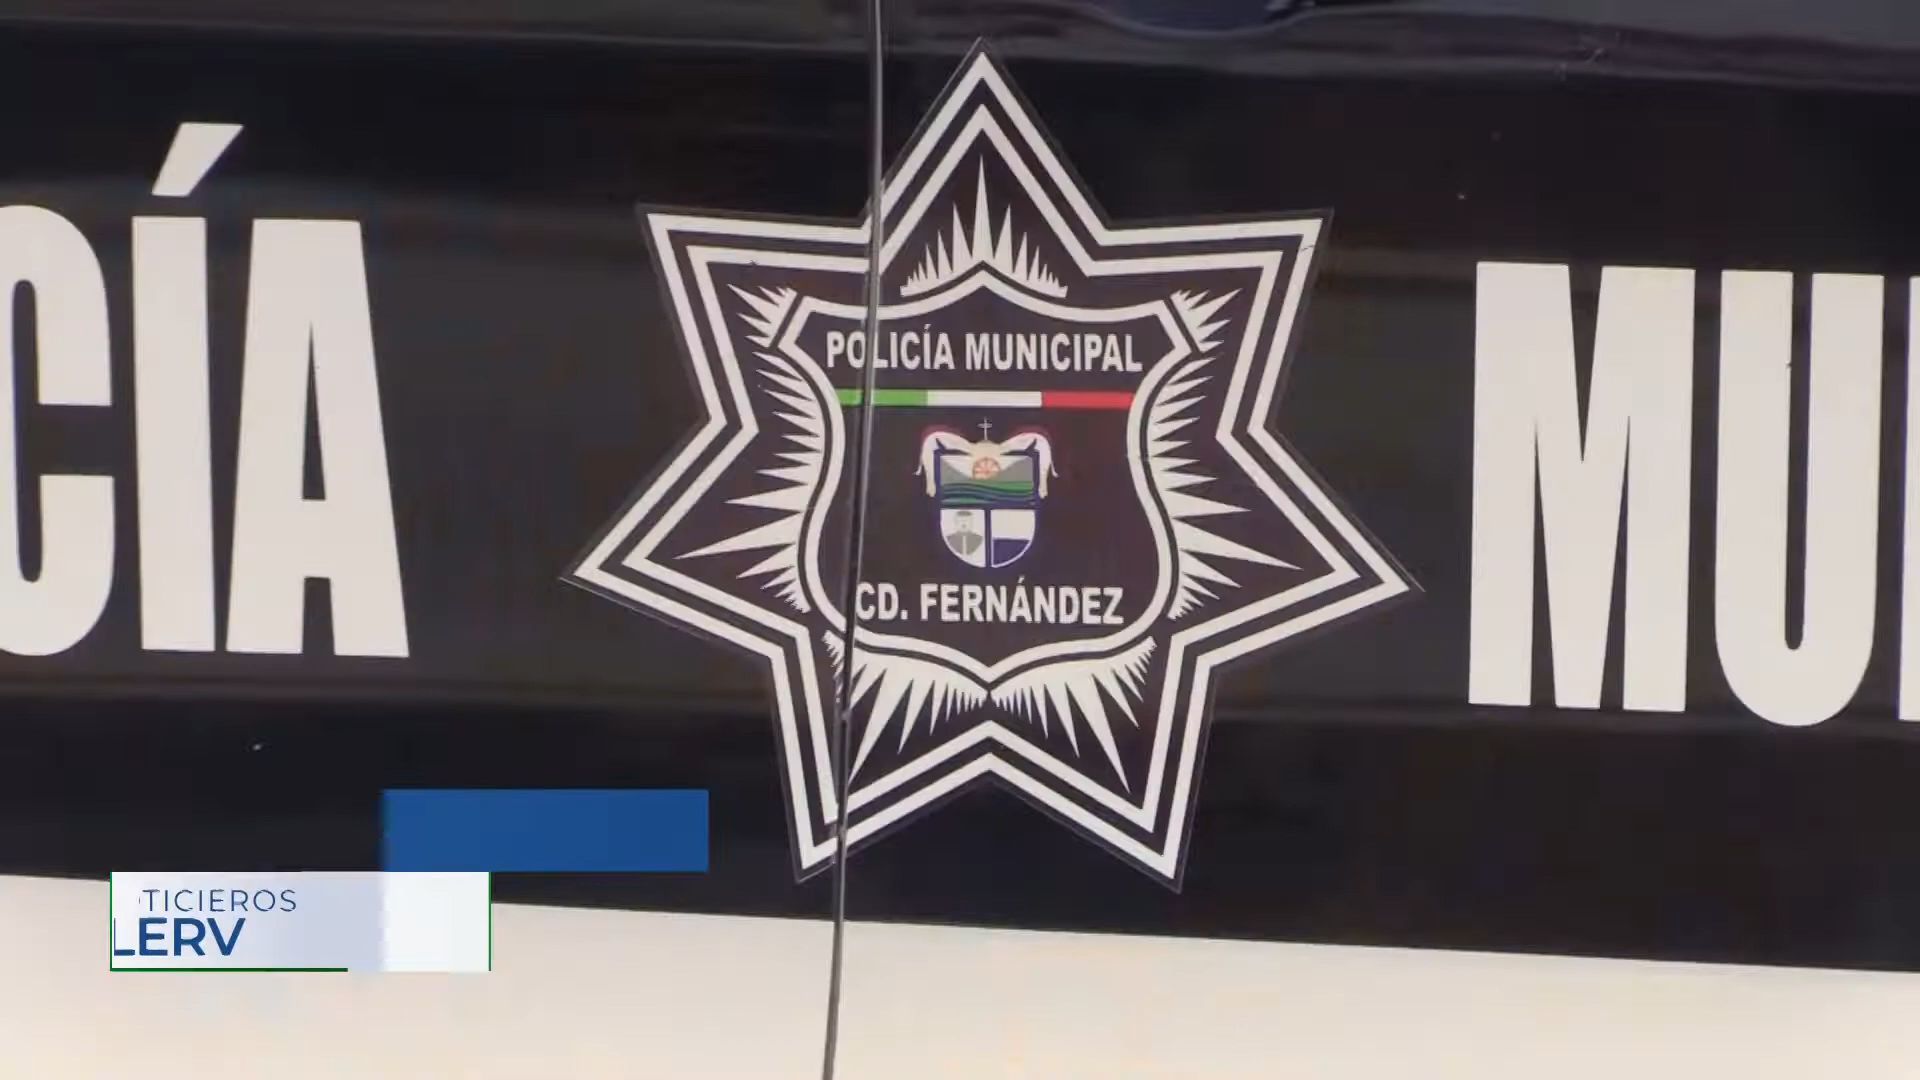 CÍA
MU
POLICÍA MUNICIPAL
CD. FERNÁNDEZ
TICIEROS
LERV